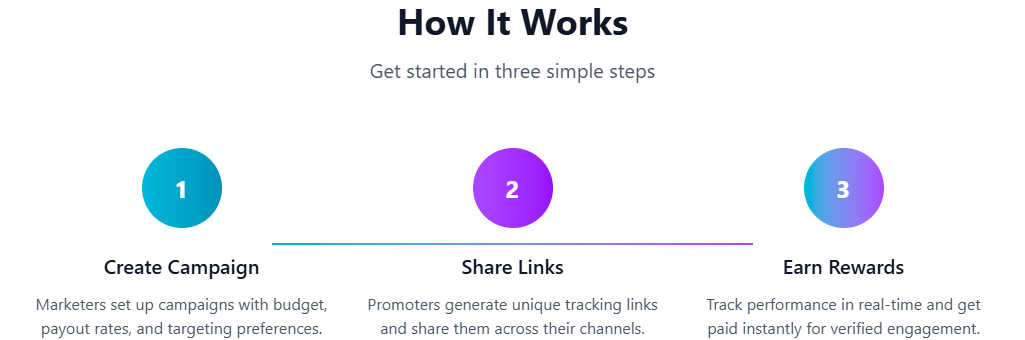 How It Works
Get started in three simple steps
1
2
3
Create Campaign
Share Links
Earn Rewards
Marketers set up campaigns with budget,
payout rates, and targeting preferences.
Promoters generate unique tracking links
and share them across their channels.
Track performance in real-time and get
paid instantly for verified engagement.